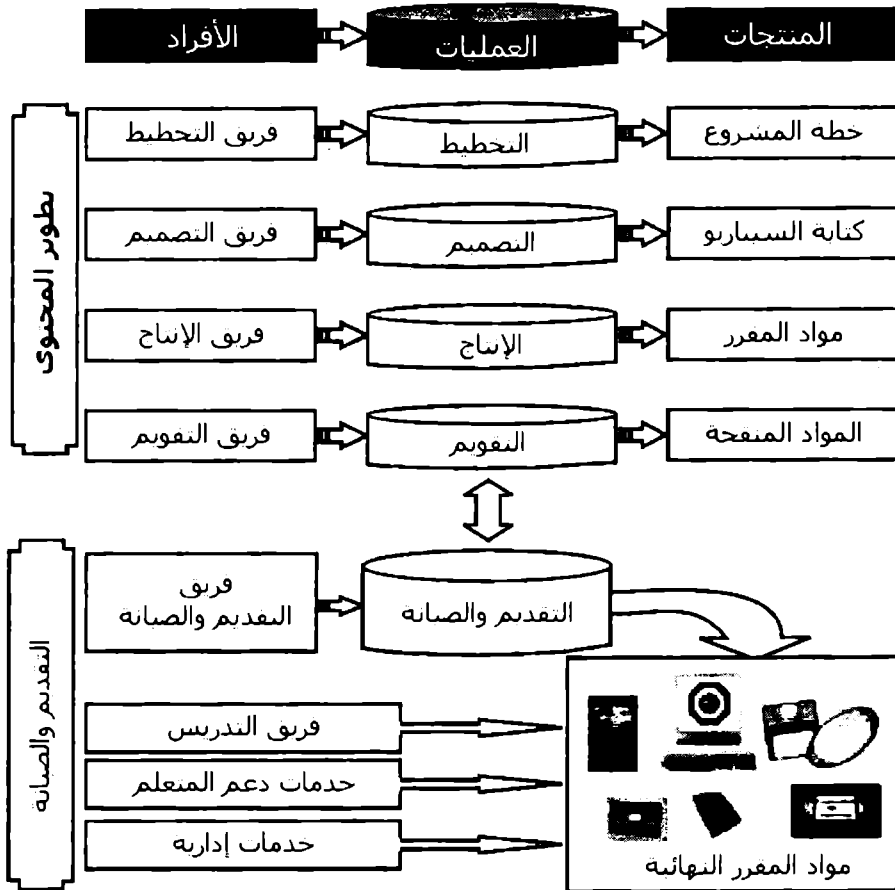 الأفراد
العمليات
المنتجات
تطوير المحتوى
فريق التخطيط
التخطيط
خطة المشروع
فريق التصميم
التصميم
كتابة السيناريو
فريق الإنتاج
الإنتاج
مواد المقرر
فريق التقويم
التقويم
المواد المنقحة
التقديم والصيانة
فريق
التقديم والصيانة
التقديم والصيانة
فريق التدريس
خدمات دعم المتعلم
خدمات إدارية
مواد المقرر النهائية